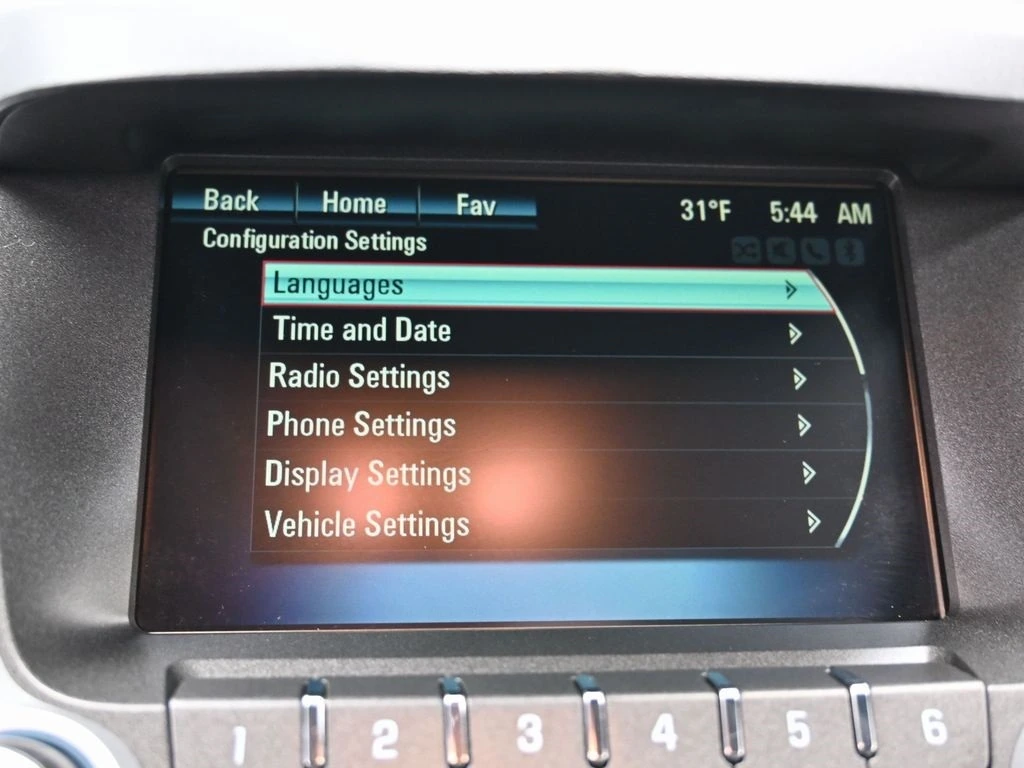 Back Home Fav 31°F 5:44 AM
Configuration Settings
Languages
Time and Date
Radio Settings
Phone Settings
Display Settings
Vehicle Settings
1 2 3 4 5 6